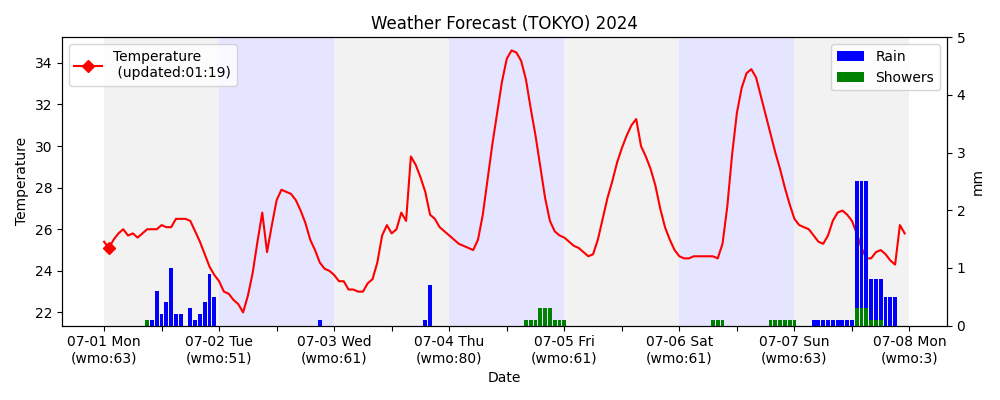 Weather Forecast (TOKYO) 2024
Temperature
(updated:01:19)
Rain
Showers
Temperature
34
32
30
28
26
24
22
5
4
3
2
1
0
mm
07-01 Mon
(wmo:63)
07-02 Tue
(wmo:51)
07-03 Wed
(wmo:61)
07-04 Thu
(wmo:80)
07-05 Fri
(wmo:61)
07-06 Sat
(wmo:61)
07-07 Sun
(wmo:63)
07-08 Mon
(wmo:3)
Date